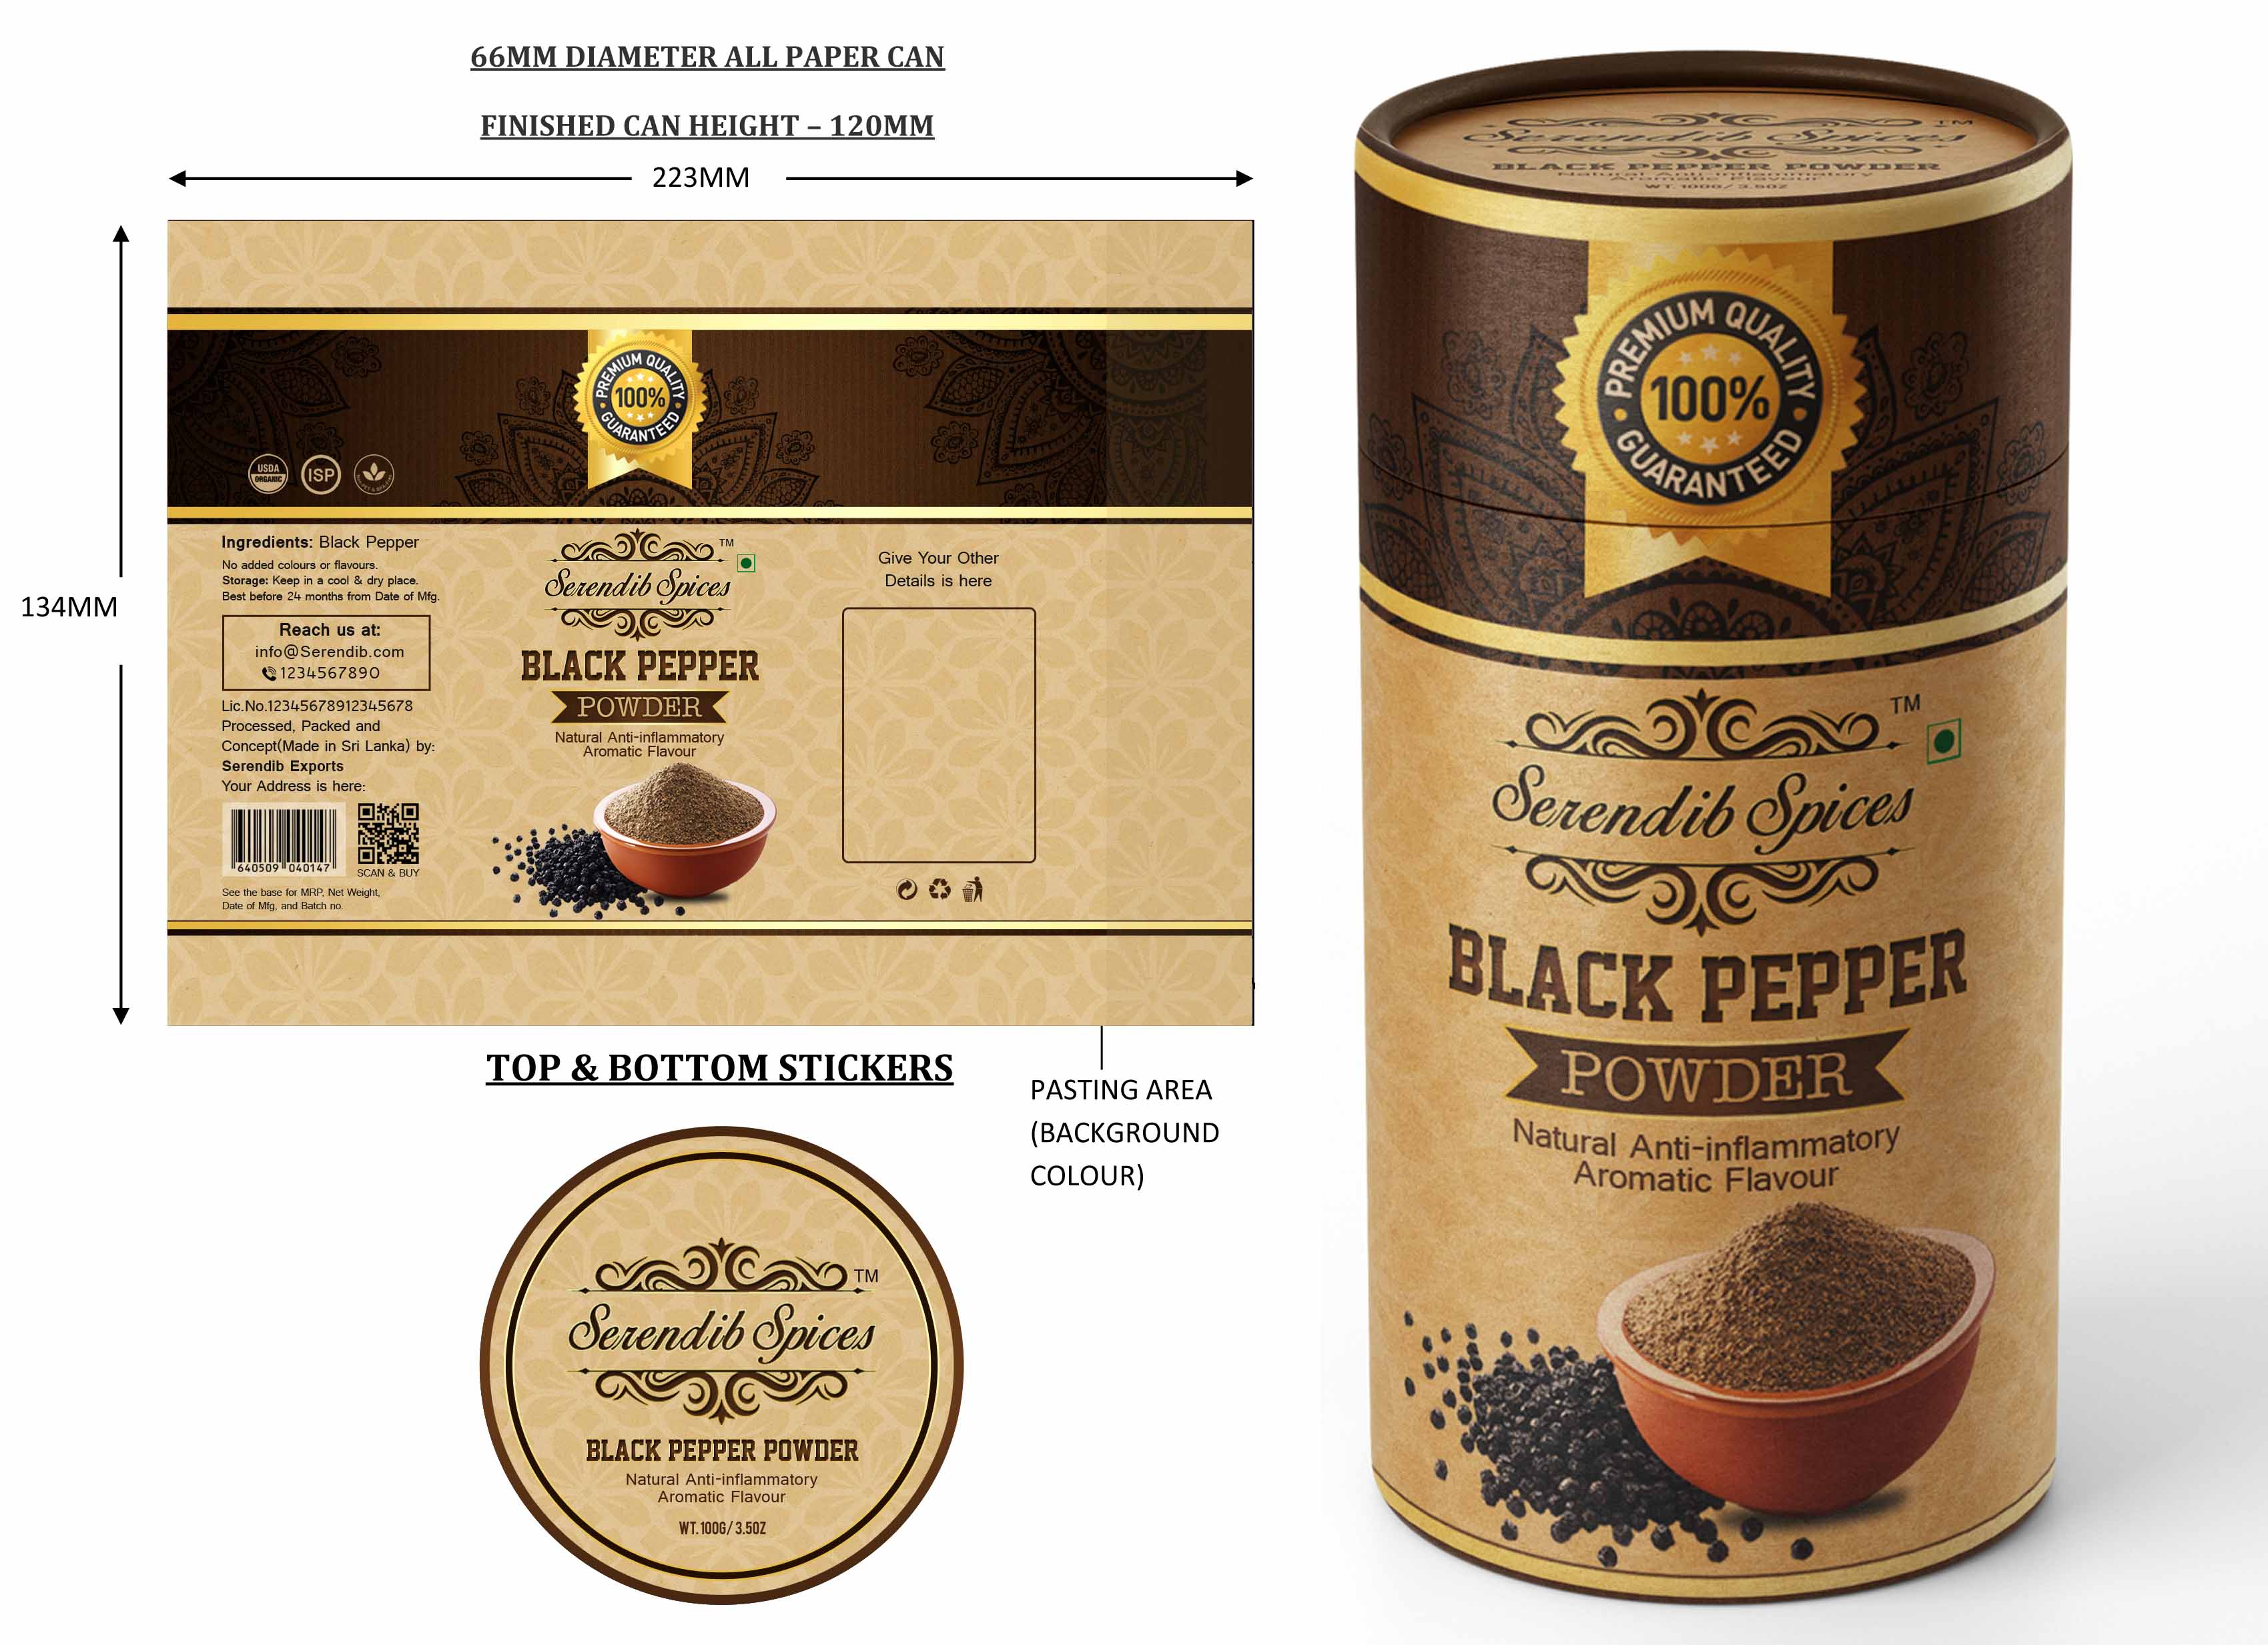 66MM DIAMETER ALL PAPER CAN
FINISHED CAN HEIGHT – 120MM
223MM
134MM
PREMIUM QUALITY
100%
GUARANTEED
USDA
ORGANIC
ISP
Ingredients: Black Pepper
No added colours or flavours.
Storage: Keep in a cool & dry place.
Best before 24 months from Date of Mfg.
Reach us at:
info@Serendib.com
1234567890
Lic.No.12345678912345678
Processed, Packed and
Concept(Made in Sri Lanka) by:
Serendib Exports
Your Address is here:
640509 040147
SCAN & BUY
See the base for MRP, Net Weight,
Date of Mfg, and Batch no.
TM
Serendib Spices
BLACK PEPPER
POWDER
Natural Anti-inflammatory
Aromatic Flavour
Give Your Other
Details is here
PASTING AREA
(BACKGROUND
COLOUR)
TOP & BOTTOM STICKERS
TM
Serendib Spices
BLACK PEPPER POWDER
Natural Anti-inflammatory
Aromatic Flavour
WT.100G/ 3.5OZ
TM
Serendib Spices
BLACK PEPPER POWDER
Natural Anti-inflammatory
Aromatic Flavour
WT.100G/ 3.5OZ
PREMIUM QUALITY
100%
GUARANTEED
TM
Serendib Spices
BLACK PEPPER
POWDER
Natural Anti-inflammatory
Aromatic Flavour